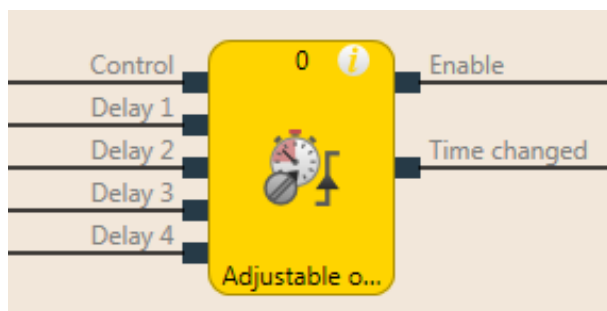 Control
0
i
Enable
Delay 1
Delay 2
Time changed
Delay 3
Delay 4
Adjustable o...